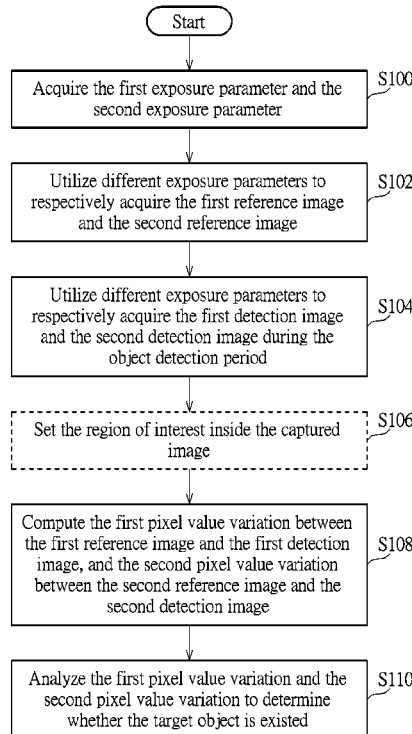 Start
S100
Acquire the first exposure parameter and the
second exposure parameter
S102
Utilize different exposure parameters to
respectively acquire the first reference image
and the second reference image
S104
Utilize different exposure parameters to
respectively acquire the first detection image
and the second detection image during the
object detection period
S106
Set the region of interest inside the captured
image
S108
Compute the first pixel value variation between
the first reference image and the first detection
image, and the second pixel value variation
between the second reference image and the
second detection image
S110
Analyze the first pixel value variation and the
second pixel value variation to determine
whether the target object is existed